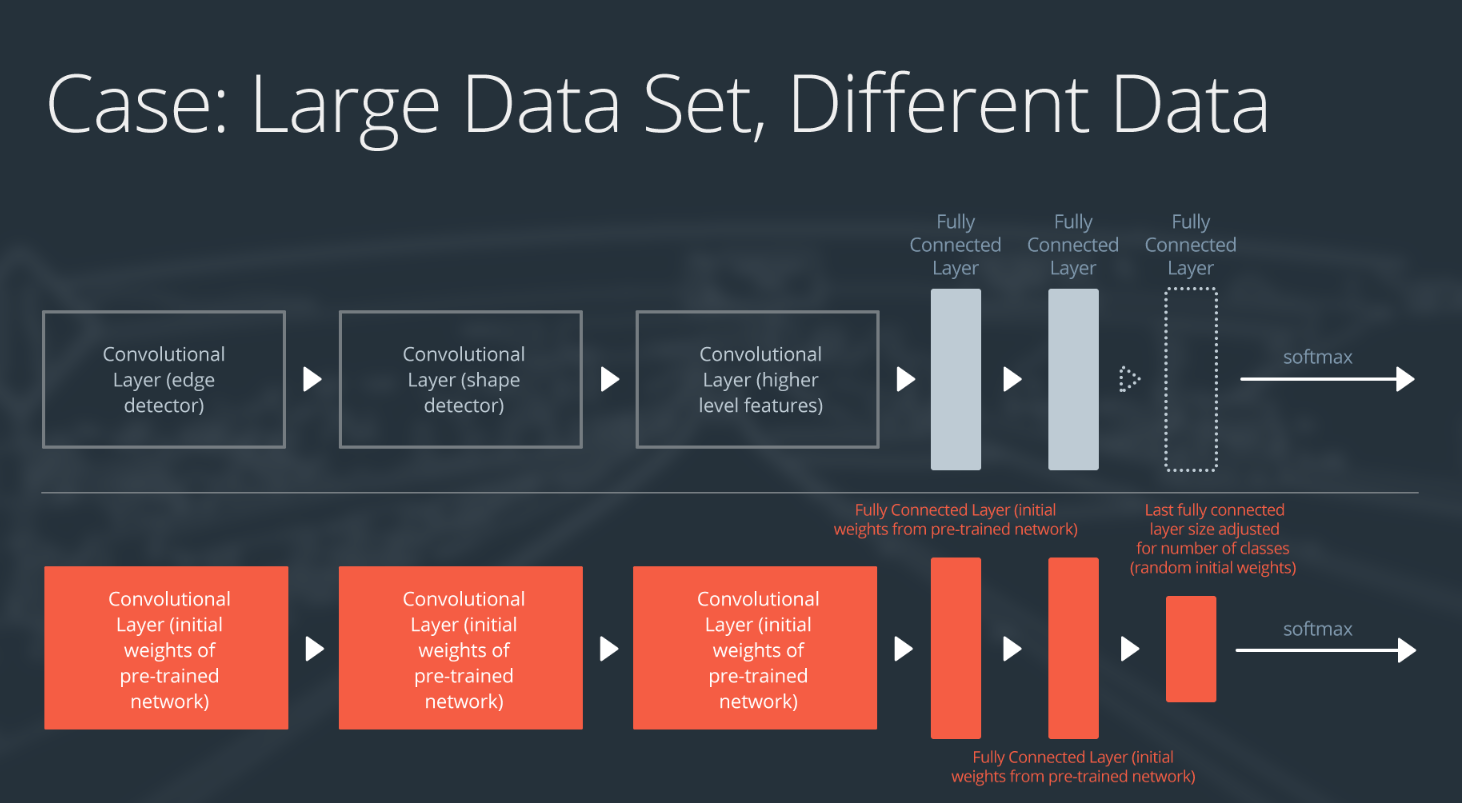 Case: Large Data Set, Different Data
Fully
Connected
Layer
Fully
Connected
Layer
Fully
Connected
Layer
Convolutional
Layer (edge
detector)
Convolutional
Layer (shape
detector)
Convolutional
Layer (higher
level features)
softmax
Fully Connected Layer (initial
weights from pre-trained network)
Last fully connected
layer size adjusted
for number of classes
(random initial weights)
Convolutional
Layer (initial
weights of
pre-trained
network)
Convolutional
Layer (initial
weights of
pre-trained
network)
Convolutional
Layer (initial
weights of
pre-trained
network)
softmax
Fully Connected Layer (initial
weights from pre-trained network)